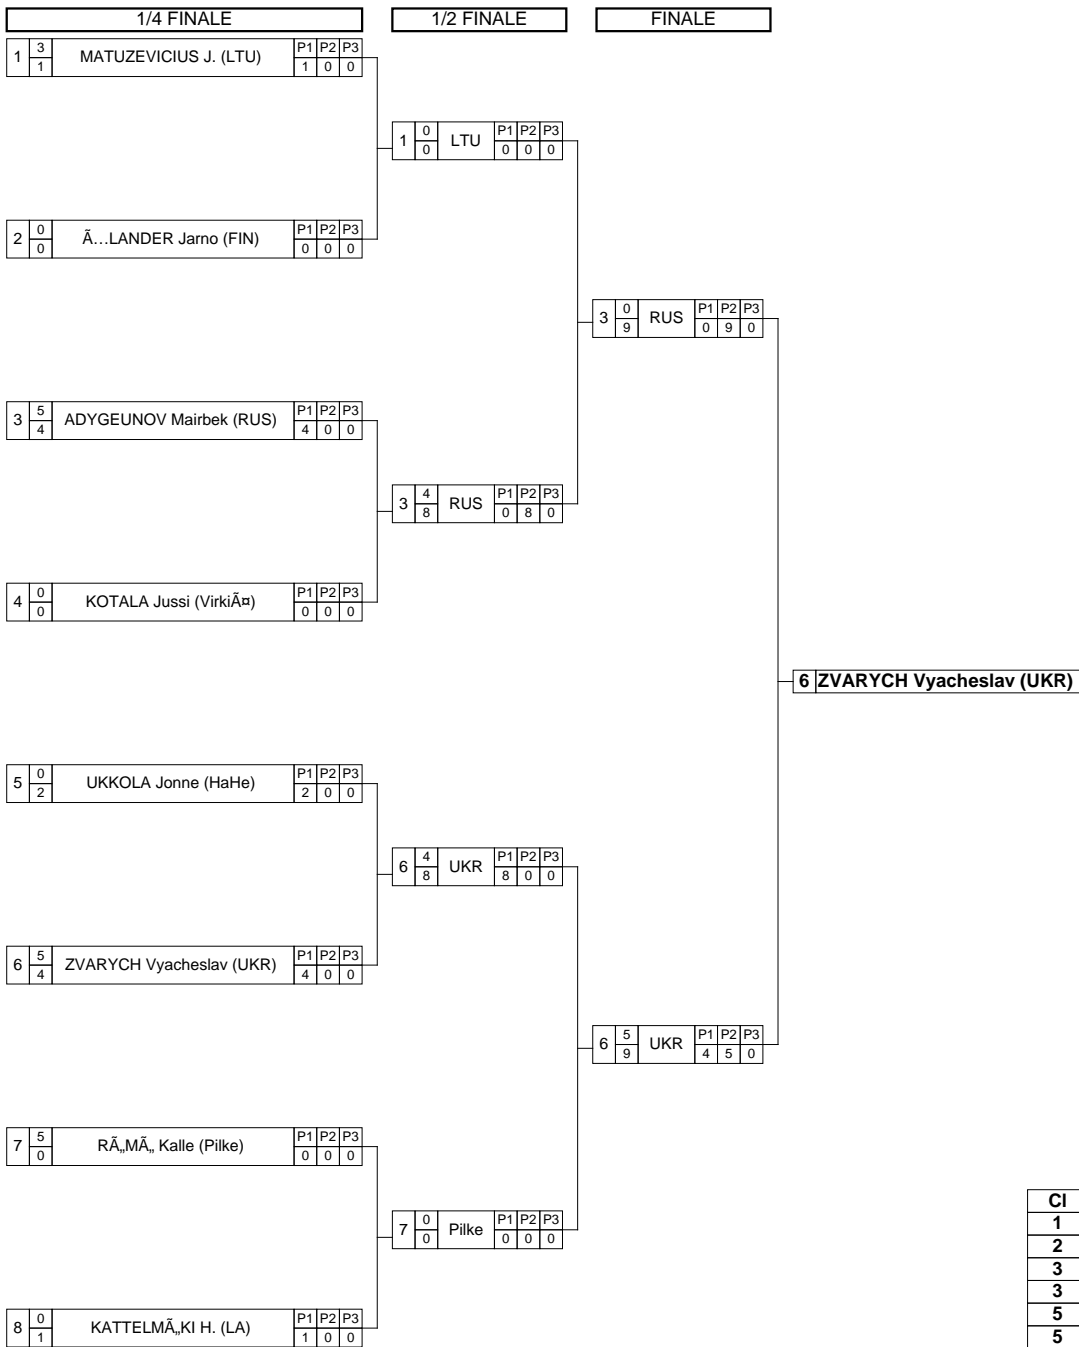 1/4 FINALE 1/2 FINALE FINALE
1 3 1 MATUZEVICIUS J. (LTU) P1 P2 P3 1 0 0
1 0 0 LTU P1 P2 P3 0 0 0
2 0 0 Ã…LANDER Jarno (FIN) P1 P2 P3 0 0 0
3 0 9 RUS P1 P2 P3 0 9 0
3 5 4 ADYGEUNOV Mairbek (RUS) P1 P2 P3 4 0 0
3 4 8 RUS P1 P2 P3 0 8 0
4 0 0 KOTALA Jussi (VirkiÃ¤) P1 P2 P3 0 0 0
6 ZVARYCH Vyacheslav (UKR)
5 0 2 UKKOLA Jonne (HaHe) P1 P2 P3 2 0 0
6 4 8 UKR P1 P2 P3 8 0 0
6 5 4 ZVARYCH Vyacheslav (UKR) P1 P2 P3 4 0 0
6 5 9 UKR P1 P2 P3 4 5 0
7 5 0 RÃ„MÃ„ Kalle (Pilke) P1 P2 P3 0 0 0
7 0 0 Pilke P1 P2 P3 0 0 0
8 0 1 KATTELMÃ„KI H. (LA) P1 P2 P3 1 0 0
Cl
1
2
3
3
5
5